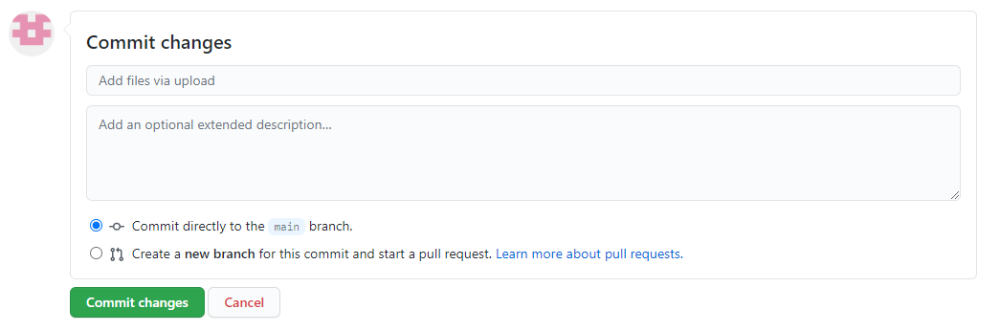 Commit changes
Add files via upload
Add an optional extended description...
Commit directly to the main branch.
Create a new branch for this commit and start a pull request. Learn more about pull requests.
Commit changes Cancel